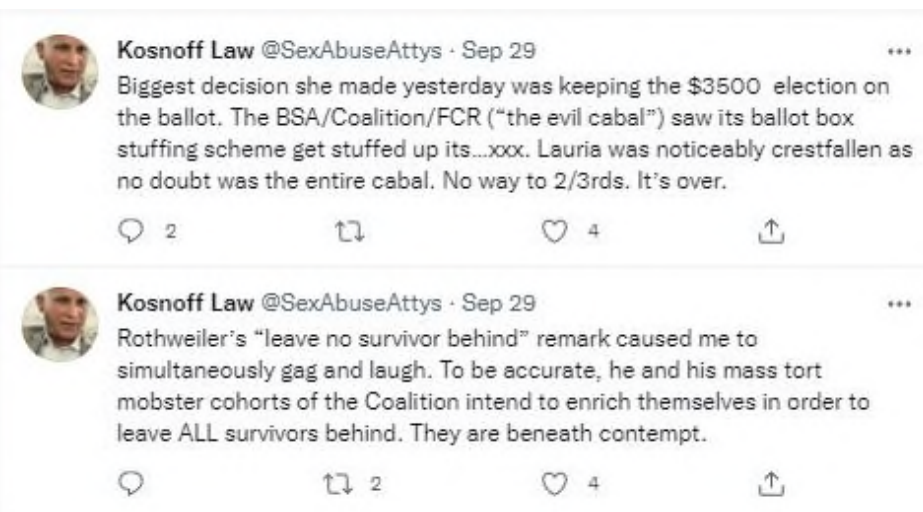 Kosnoff Law @SexAbuseAttys · Sep 29
Biggest decision she made yesterday was keeping the $3500  election on
the ballot. The BSA/Coalition/FCR (“the evil cabal”) saw its ballot box
stuffing scheme get stuffed up its...xxx. Lauria was noticeably crestfallen as
no doubt was the entire cabal. No way to 2/3rds. It’s over.
2 4
Kosnoff Law @SexAbuseAttys · Sep 29
Rothweiler’s “leave no survivor behind” remark caused me to
simultaneously gag and laugh. To be accurate, he and his mass tort
mobster cohorts of the Coalition intend to enrich themselves in order to
leave ALL survivors behind. They are beneath contempt.
2 4